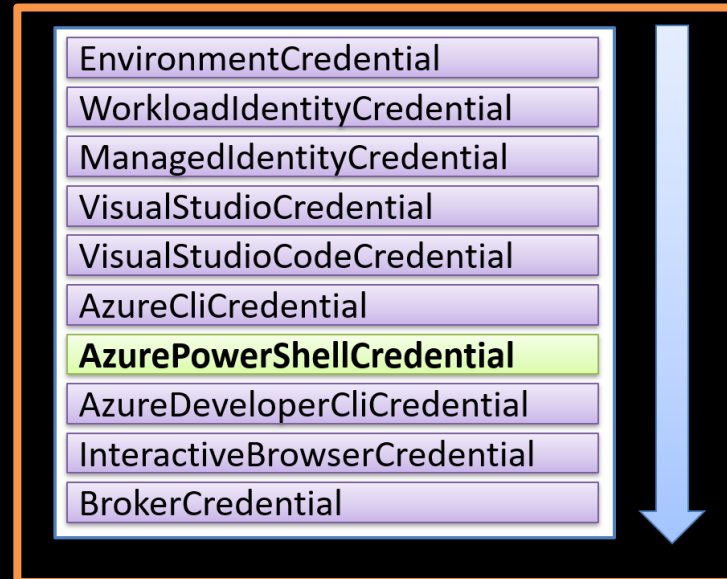 EnvironmentCredential
WorkloadIdentityCredential
ManagedIdentityCredential
VisualStudioCredential
VisualStudioCodeCredential
AzureCliCredential
AzurePowerShellCredential
AzureDeveloperCliCredential
InteractiveBrowserCredential
BrokerCredential